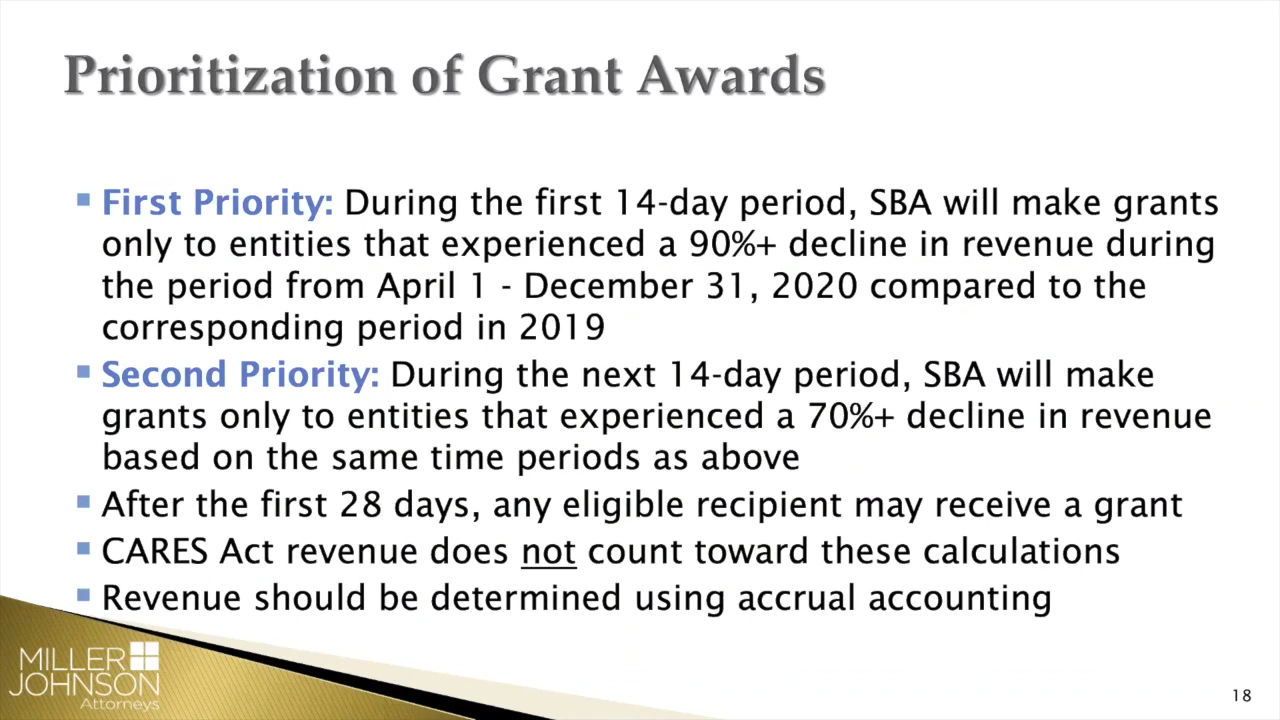 Prioritization of Grant Awards
▪ First Priority: During the first 14-day period, SBA will make grants
only to entities that experienced a 90%+ decline in revenue during
the period from April 1 - December 31, 2020 compared to the
corresponding period in 2019
▪ Second Priority: During the next 14-day period, SBA will make
grants only to entities that experienced a 70%+ decline in revenue
based on the same time periods as above
▪ After the first 28 days, any eligible recipient may receive a grant
▪ CARES Act revenue does not count toward these calculations
▪ Revenue should be determined using accrual accounting
MILLER
JOHNSON
Attorneys
18